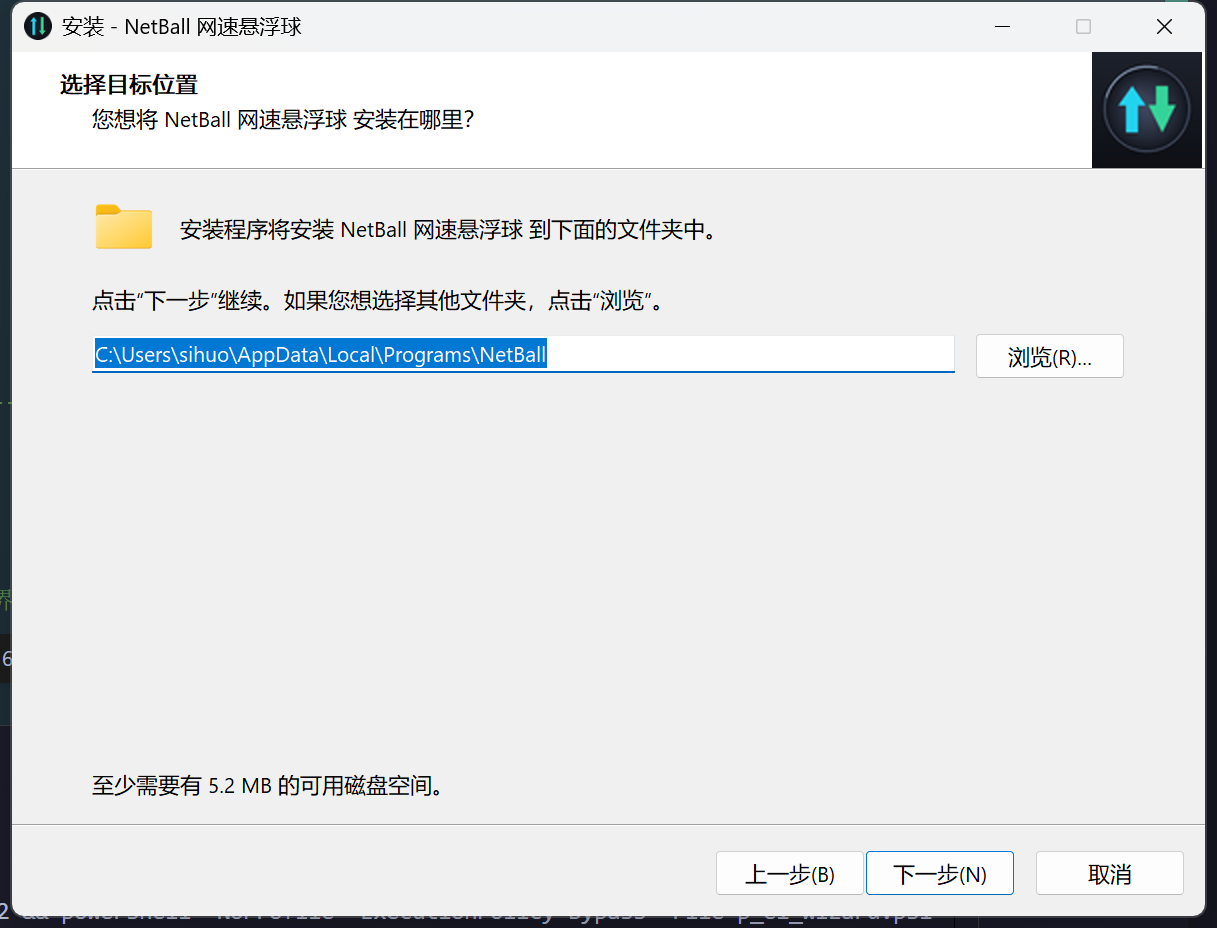 安装 - NetBall 网速悬浮球
选择目标位置
您想将 NetBall 网速悬浮球 安装在哪里？
安装程序将安装 NetBall 网速悬浮球 到下面的文件夹中。
点击“下一步”继续。如果您想选择其他文件夹，点击“浏览”。
C:\Users\sihuo\AppData\Local\Programs\NetBall
浏览(R)...
至少需要有 5.2 MB 的可用磁盘空间。
上一步(B)
下一步(N)
取消